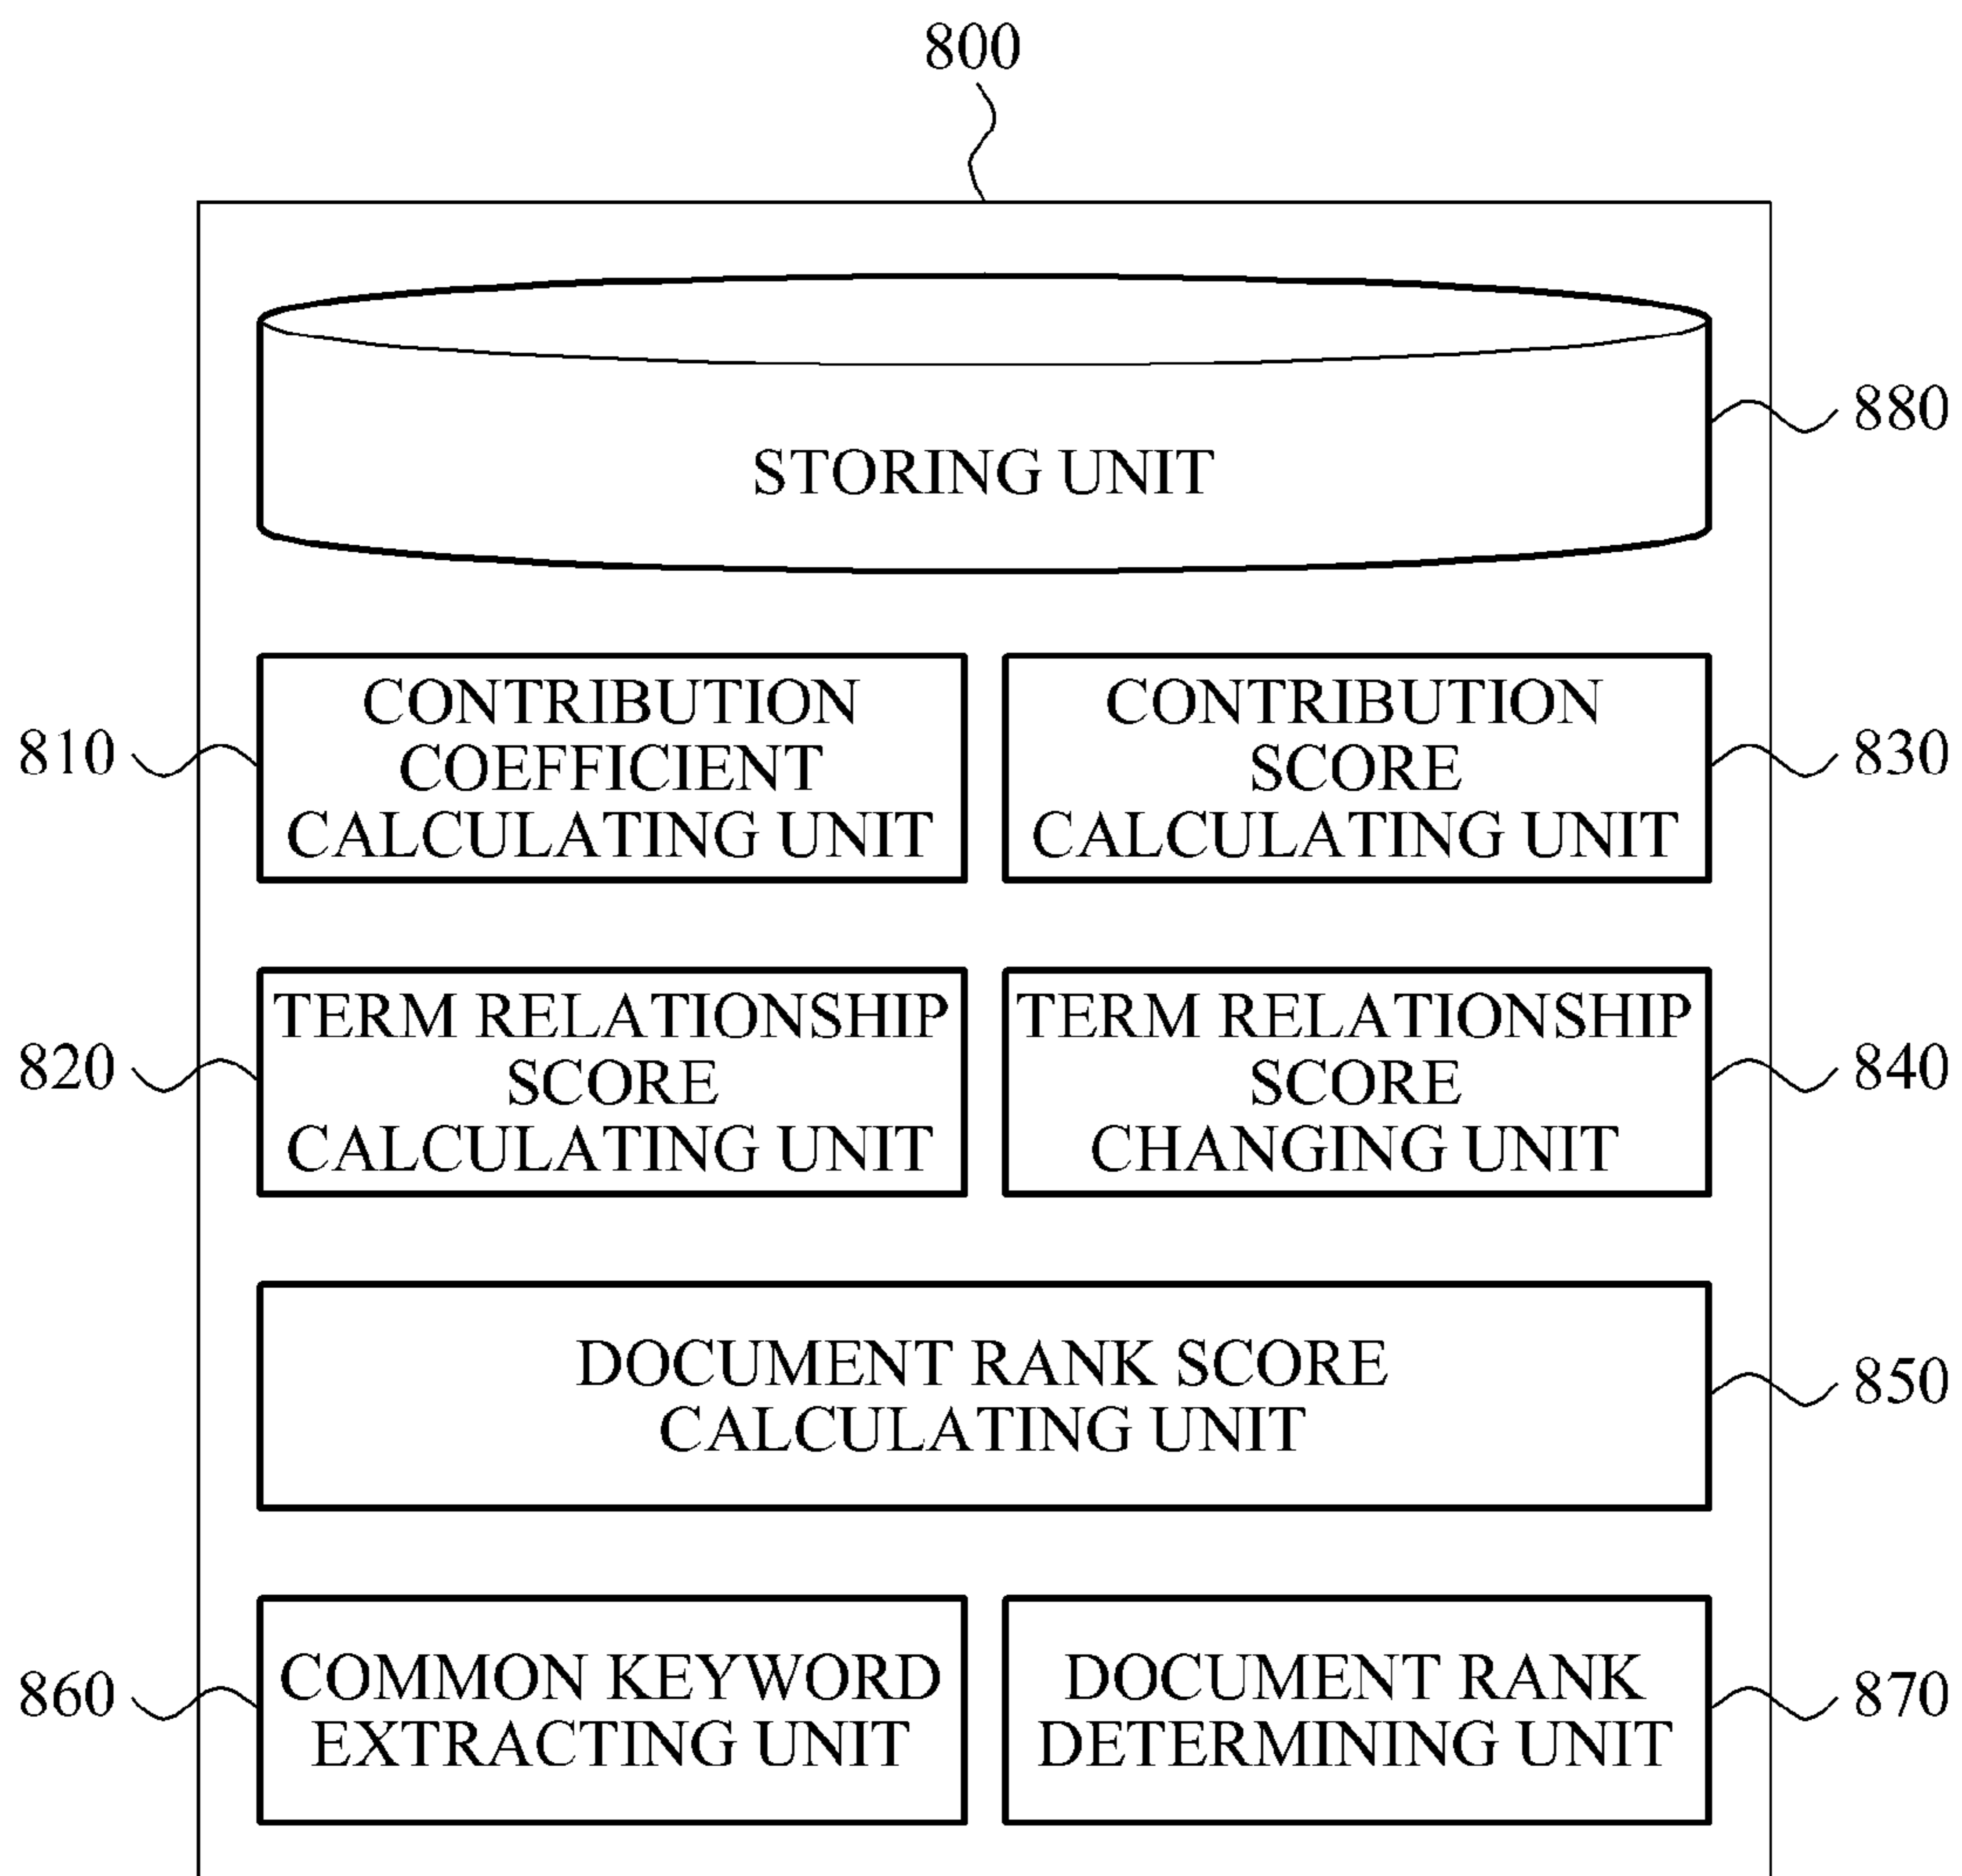 800
STORING UNIT
880
CONTRIBUTION
COEFFICIENT
CALCULATING UNIT
810
CONTRIBUTION
SCORE
CALCULATING UNIT
830
TERM RELATIONSHIP
SCORE
CALCULATING UNIT
820
TERM RELATIONSHIP
SCORE
CHANGING UNIT
840
DOCUMENT RANK SCORE
CALCULATING UNIT
850
COMMON KEYWORD
EXTRACTING UNIT
860
DOCUMENT RANK
DETERMINING UNIT
870